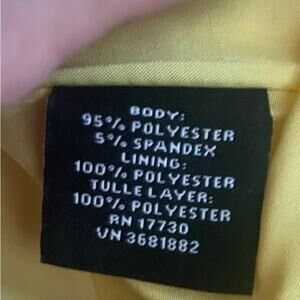 BODY:
95% POLYESTER
5% SPANDEX
LINING:
100% POLYESTER
TULLE LAYER:
100% POLYESTER
RN 17730
VN 3681882